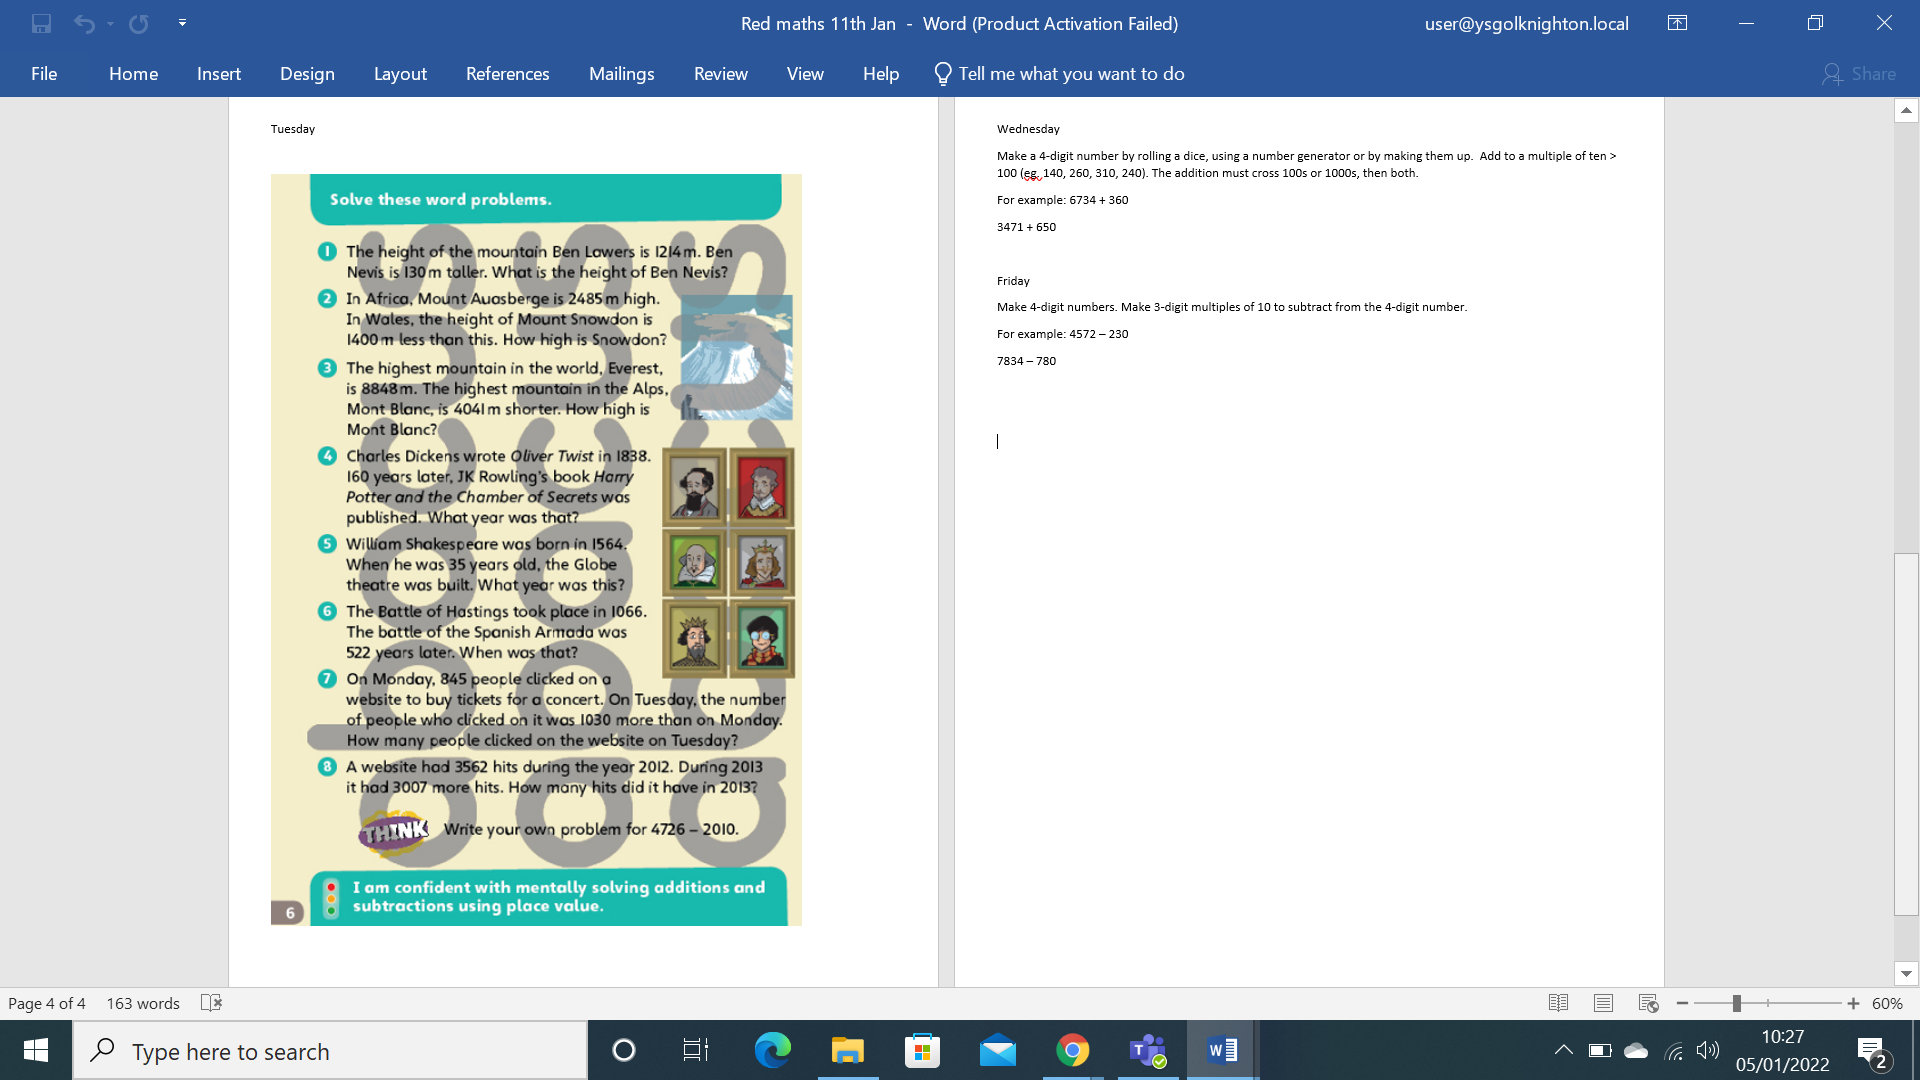 Red maths 11th Jan - Word (Product Activation Failed)
user@ysgolknighton.local
File Home Insert Design Layout References Mailings Review View Help Tell me what you want to do
Share
Tuesday
Solve these word problems.
1 The height of the mountain Ben Lawers is 1214m. Ben
Nevis is 130m taller. What is the height of Ben Nevis?
2 In Africa, Mount Auasberge is 2485m high.
In Wales, the height of Mount Snowdon is
1400m less than this. How high is Snowdon?
3 The highest mountain in the world, Everest,
is 8848m. The highest mountain in the Alps,
Mont Blanc, is 4041m shorter. How high is
Mont Blanc?
4 Charles Dickens wrote Oliver Twist in 1838.
160 years later, JK Rowling's book Harry
Potter and the Chamber of Secrets was
published. What year was that?
5 William Shakespeare was born in 1564.
When he was 35 years old, the Globe
theatre was built. What year was this?
6 The Battle of Hastings took place in 1066.
The battle of the Spanish Armada was
522 years later. When was that?
7 On Monday, 845 people clicked on a
website to buy tickets for a concert. On Tuesday, the number
of people who clicked on it was 1030 more than on Monday.
How many people clicked on the website on Tuesday?
8 A website had 3562 hits during the year 2012. During 2013
it had 3007 more hits. How many hits did it have in 2013?
THINK Write your own problem for 4726 – 2010.
I am confident with mentally solving additions and
subtractions using place value.
6
Wednesday
Make a 4-digit number by rolling a dice, using a number generator or by making them up. Add to a multiple of ten >
100 (eg. 140, 260, 310, 240). The addition must cross 100s or 1000s, then both.
For example: 6734 + 360
3471 + 650
Friday
Make 4-digit numbers. Make 3-digit multiples of 10 to subtract from the 4-digit number.
For example: 4572 – 230
7834 – 780
Page 4 of 4 163 words
60%
Type here to search
10:27
05/01/2022
2